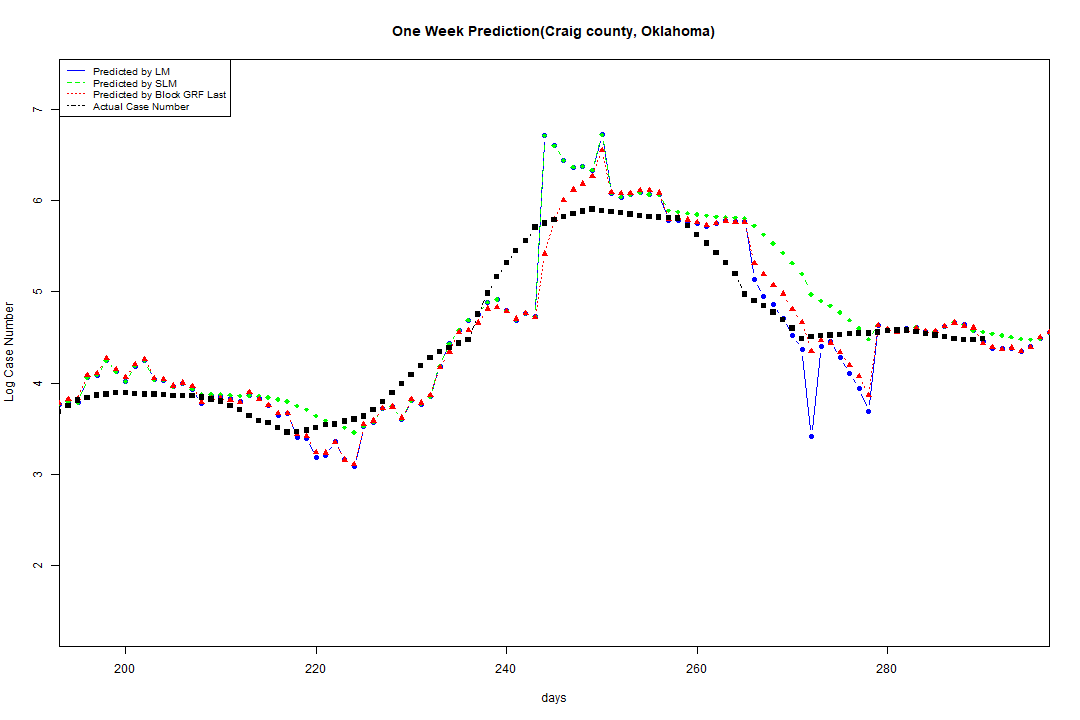 One Week Prediction(Craig county, Oklahoma)
Predicted by LM
Predicted by SLM
Predicted by Block GRF Last
Actual Case Number
7
6
5
4
3
2
Log Case Number
200
220
240
260
280
days